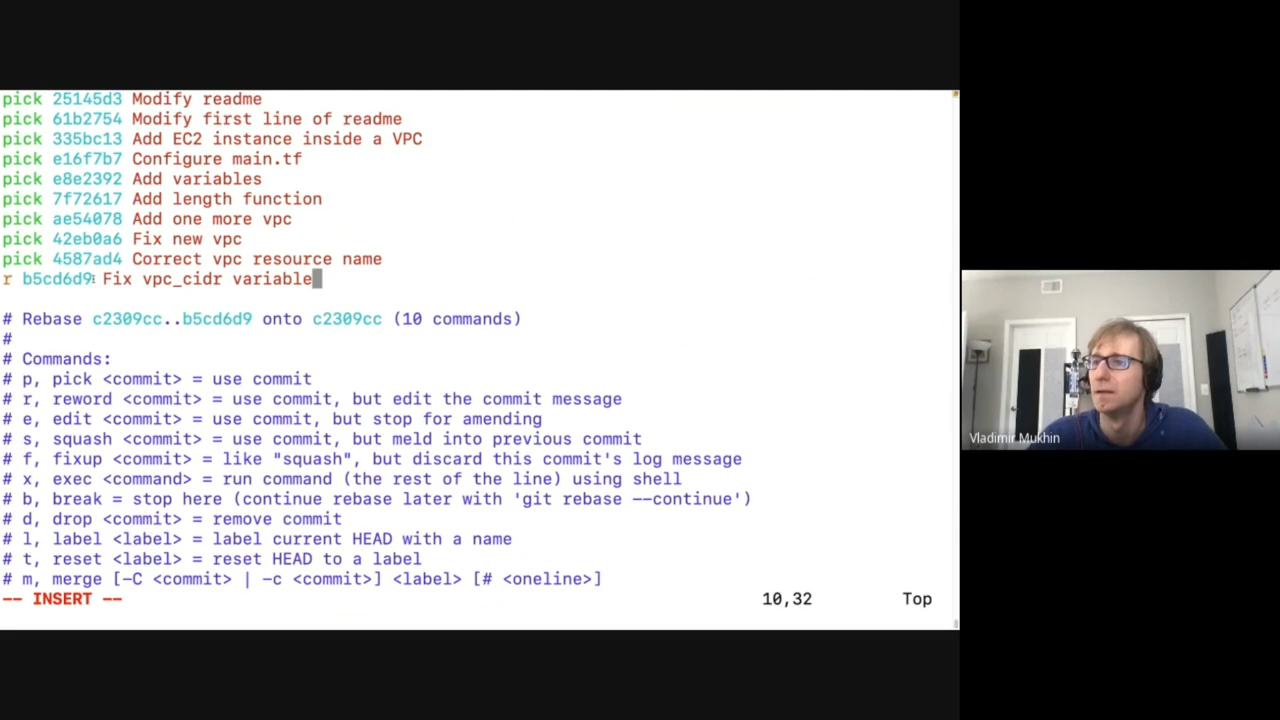 pick 25145d3 Modify readme
pick 61b2754 Modify first line of readme
pick 335bc13 Add EC2 instance inside a VPC
pick e16f7b7 Configure main.tf
pick e8e2392 Add variables
pick 7f72617 Add length function
pick ae54078 Add one more vpc
pick 42eb0a6 Fix new vpc
pick 4587ad4 Correct vpc resource name
r b5cd6d9 Fix vpc_cidr variable
# Rebase c2309cc..b5cd6d9 onto c2309cc (10 commands)
#
# Commands:
# p, pick <commit> = use commit
# r, reword <commit> = use commit, but edit the commit message
# e, edit <commit> = use commit, but stop for amending
# s, squash <commit> = use commit, but meld into previous commit
# f, fixup <commit> = like "squash", but discard this commit's log message
# x, exec <command> = run command (the rest of the line) using shell
# b, break = stop here (continue rebase later with 'git rebase --continue')
# d, drop <commit> = remove commit
# l, label <label> = label current HEAD with a name
# t, reset <label> = reset HEAD to a label
# m, merge [-C <commit> | -c <commit>] <label> [# <oneline>]
-- INSERT -- 10,32 Top
Vladimir Mukhin